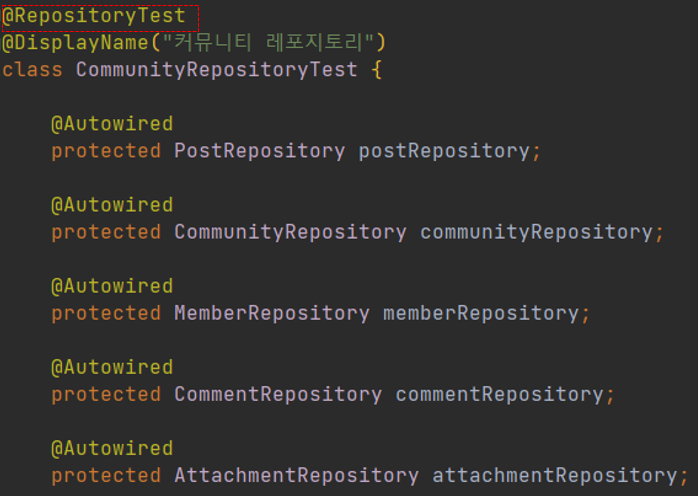 @RepositoryTest
@DisplayName("커뮤니티 레포지토리")
class CommunityRepositoryTest {
@Autowired
protected PostRepository postRepository;
@Autowired
protected CommunityRepository communityRepository;
@Autowired
protected MemberRepository memberRepository;
@Autowired
protected CommentRepository commentRepository;
@Autowired
protected AttachmentRepository attachmentRepository;